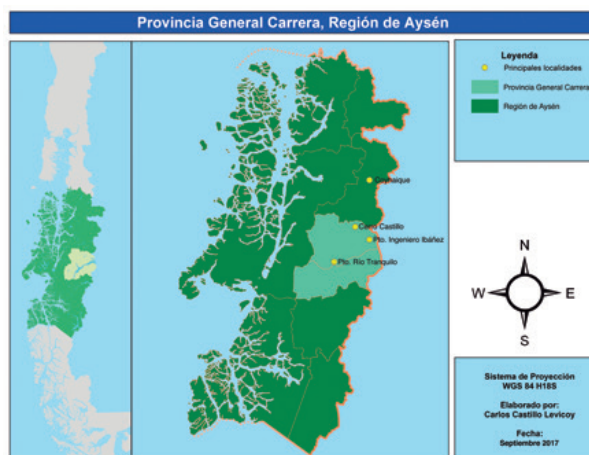 Provincia General Carrera, Región de Aysén
Leyenda
Principales localidades
Provincia General Carrera
Región de Aysén
Coyhaique
Cerro Castillo
Pto. Ingeniero Ibáñez
Pto. Río Tranquilo
N
W
E
S
Sistema de Proyección
WGS 84 H18S
Elaborado por:
Carlos Castillo Levicoy
Fecha:
Septiembre 2017